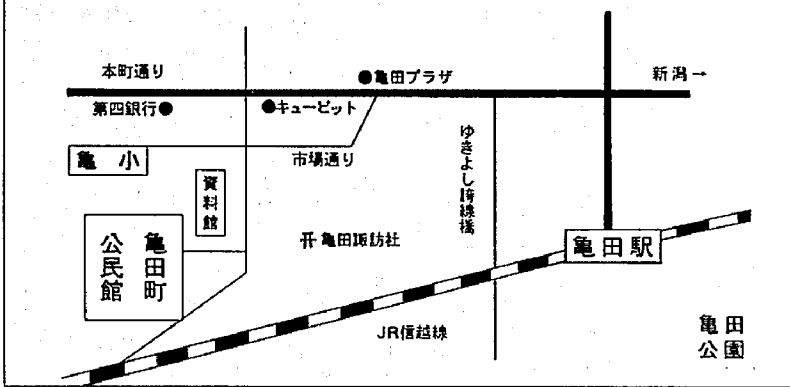 本町通り
●亀田プラザ
新潟→
第四銀行●
●キューピット
亀小
市場通り
ゆきよし跨線橋
資料館
亀田町
公民館
亀田諏訪社
亀田駅
JR信越線
亀田
公園